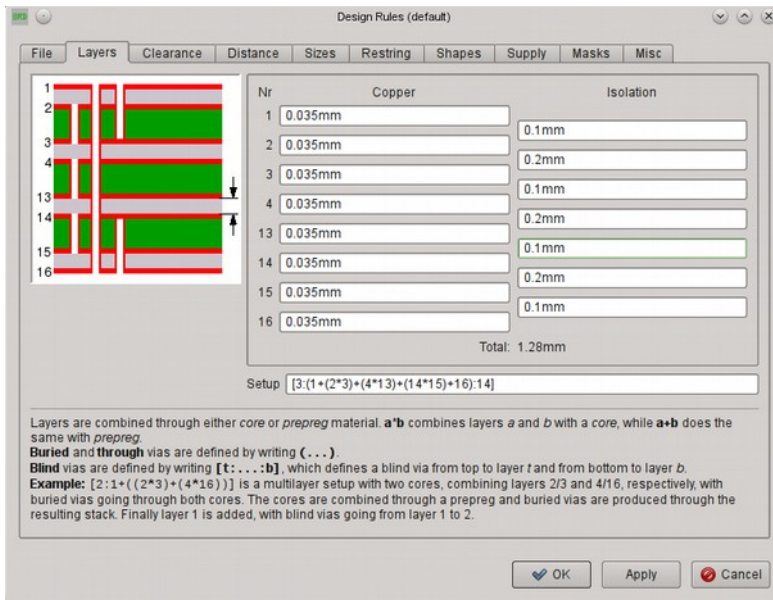 BRD
Design Rules (default)
File Layers Clearance Distance Sizes Restring Shapes Supply Masks Misc
1
2
3
4
13
14
15
16
Nr Copper Isolation
1 0.035mm
0.1mm
2 0.035mm
0.2mm
3 0.035mm
0.1mm
4 0.035mm
0.2mm
13 0.035mm
0.1mm
14 0.035mm
0.2mm
15 0.035mm
0.1mm
16 0.035mm
Total: 1.28mm
Setup [3:(1+(2*3)+(4*13)+(14*15)+16):14]
Layers are combined through either core or prepreg material. a*b combines layers a and b with a core, while a+b does the
same with prepreg.
Buried and through vias are defined by writing (...).
Blind vias are defined by writing [t:...:b], which defines a blind via from top to layer t and from bottom to layer b.
Example: [2:1+((2*3)+(4*16))] is a multilayer setup with two cores, combining layers 2/3 and 4/16, respectively, with
buried vias going through both cores. The cores are combined through a prepreg and buried vias are produced through the
resulting stack. Finally layer 1 is added, with blind vias going from layer 1 to 2.
OK Apply Cancel